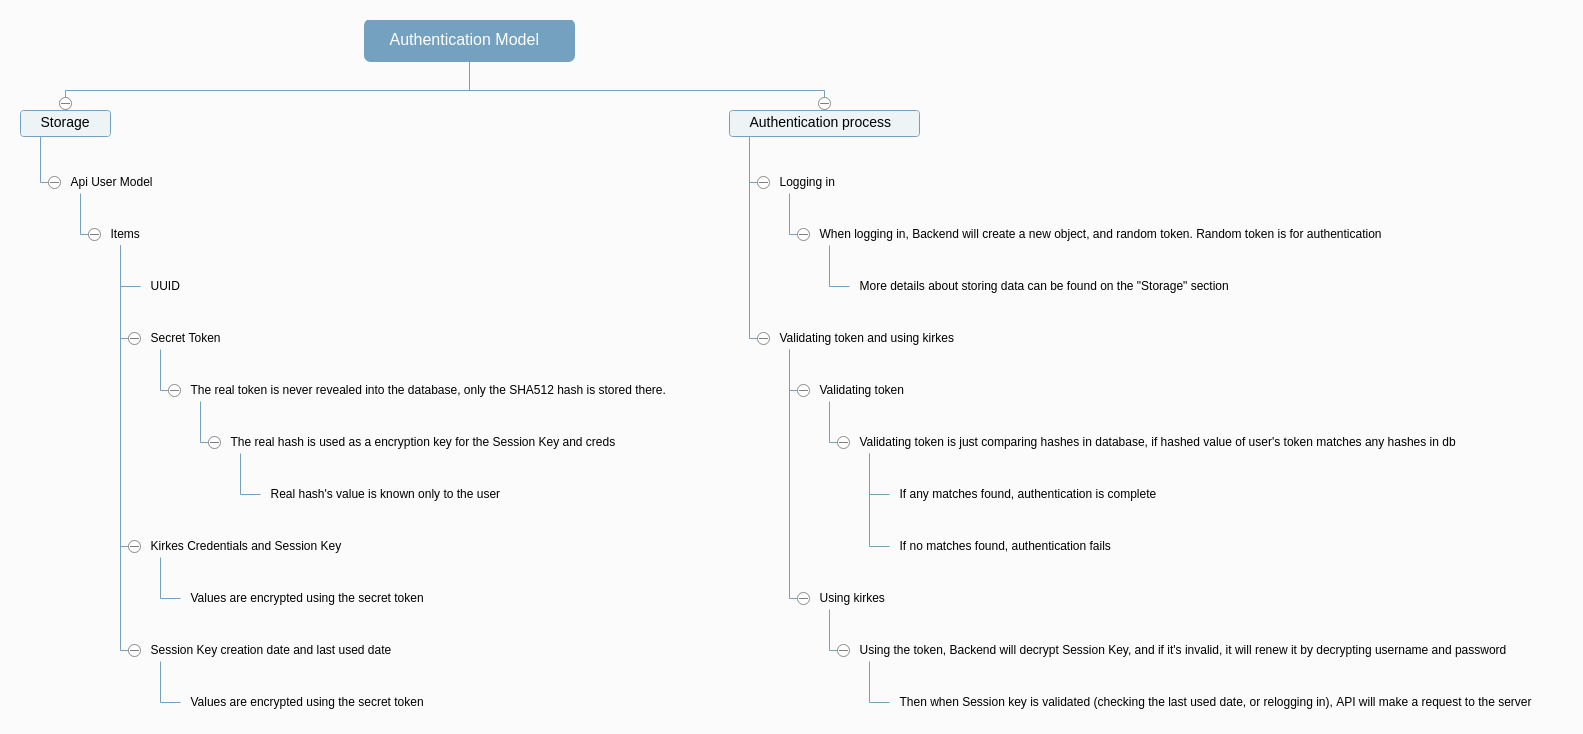 Authentication Model
Storage
Api User Model
Items
UUID
Secret Token
The real token is never revealed into the database, only the SHA512 hash is stored there.
The real hash is used as a encryption key for the Session Key and creds
Real hash's value is known only to the user
Kirkes Credentials and Session Key
Values are encrypted using the secret token
Session Key creation date and last used date
Values are encrypted using the secret token
Authentication process
Logging in
When logging in, Backend will create a new object, and random token. Random token is for authentication
More details about storing data can be found on the "Storage" section
Validating token and using kirkes
Validating token
Validating token is just comparing hashes in database, if hashed value of user's token matches any hashes in db
If any matches found, authentication is complete
If no matches found, authentication fails
Using kirkes
Using the token, Backend will decrypt Session Key, and if it's invalid, it will renew it by decrypting username and password
Then when Session key is validated (checking the last used date, or relogging in), API will make a request to the server